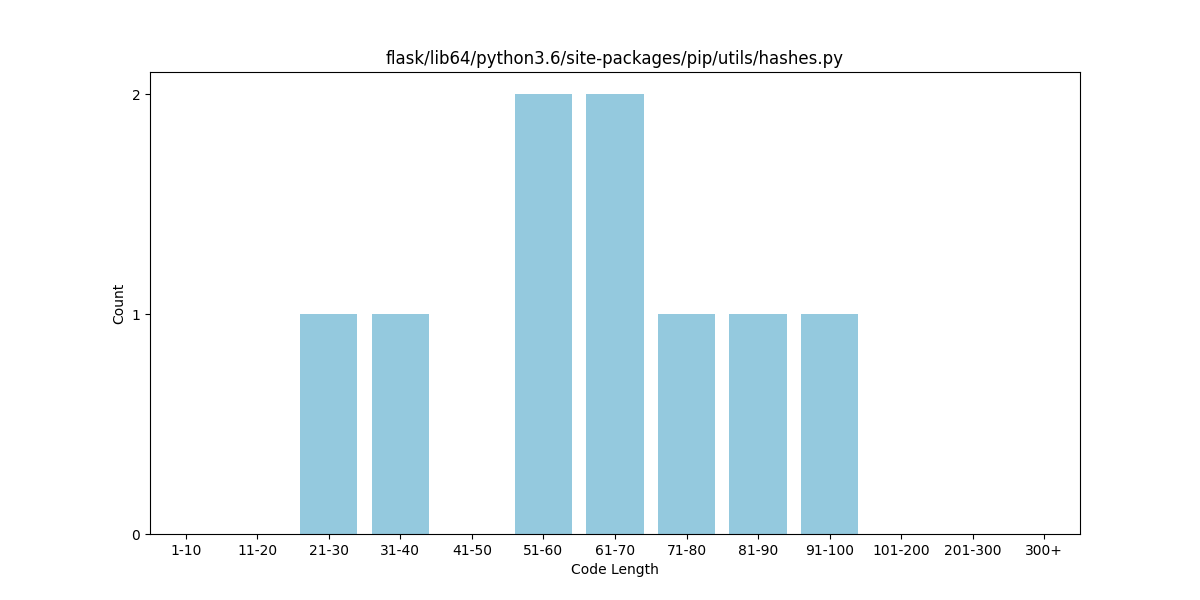 flask/lib64/python3.6/site-packages/pip/utils/hashes.py
Count
2
1
0
1-10 11-20 21-30 31-40 41-50 51-60 61-70 71-80 81-90 91-100 101-200 201-300 300+
Code Length